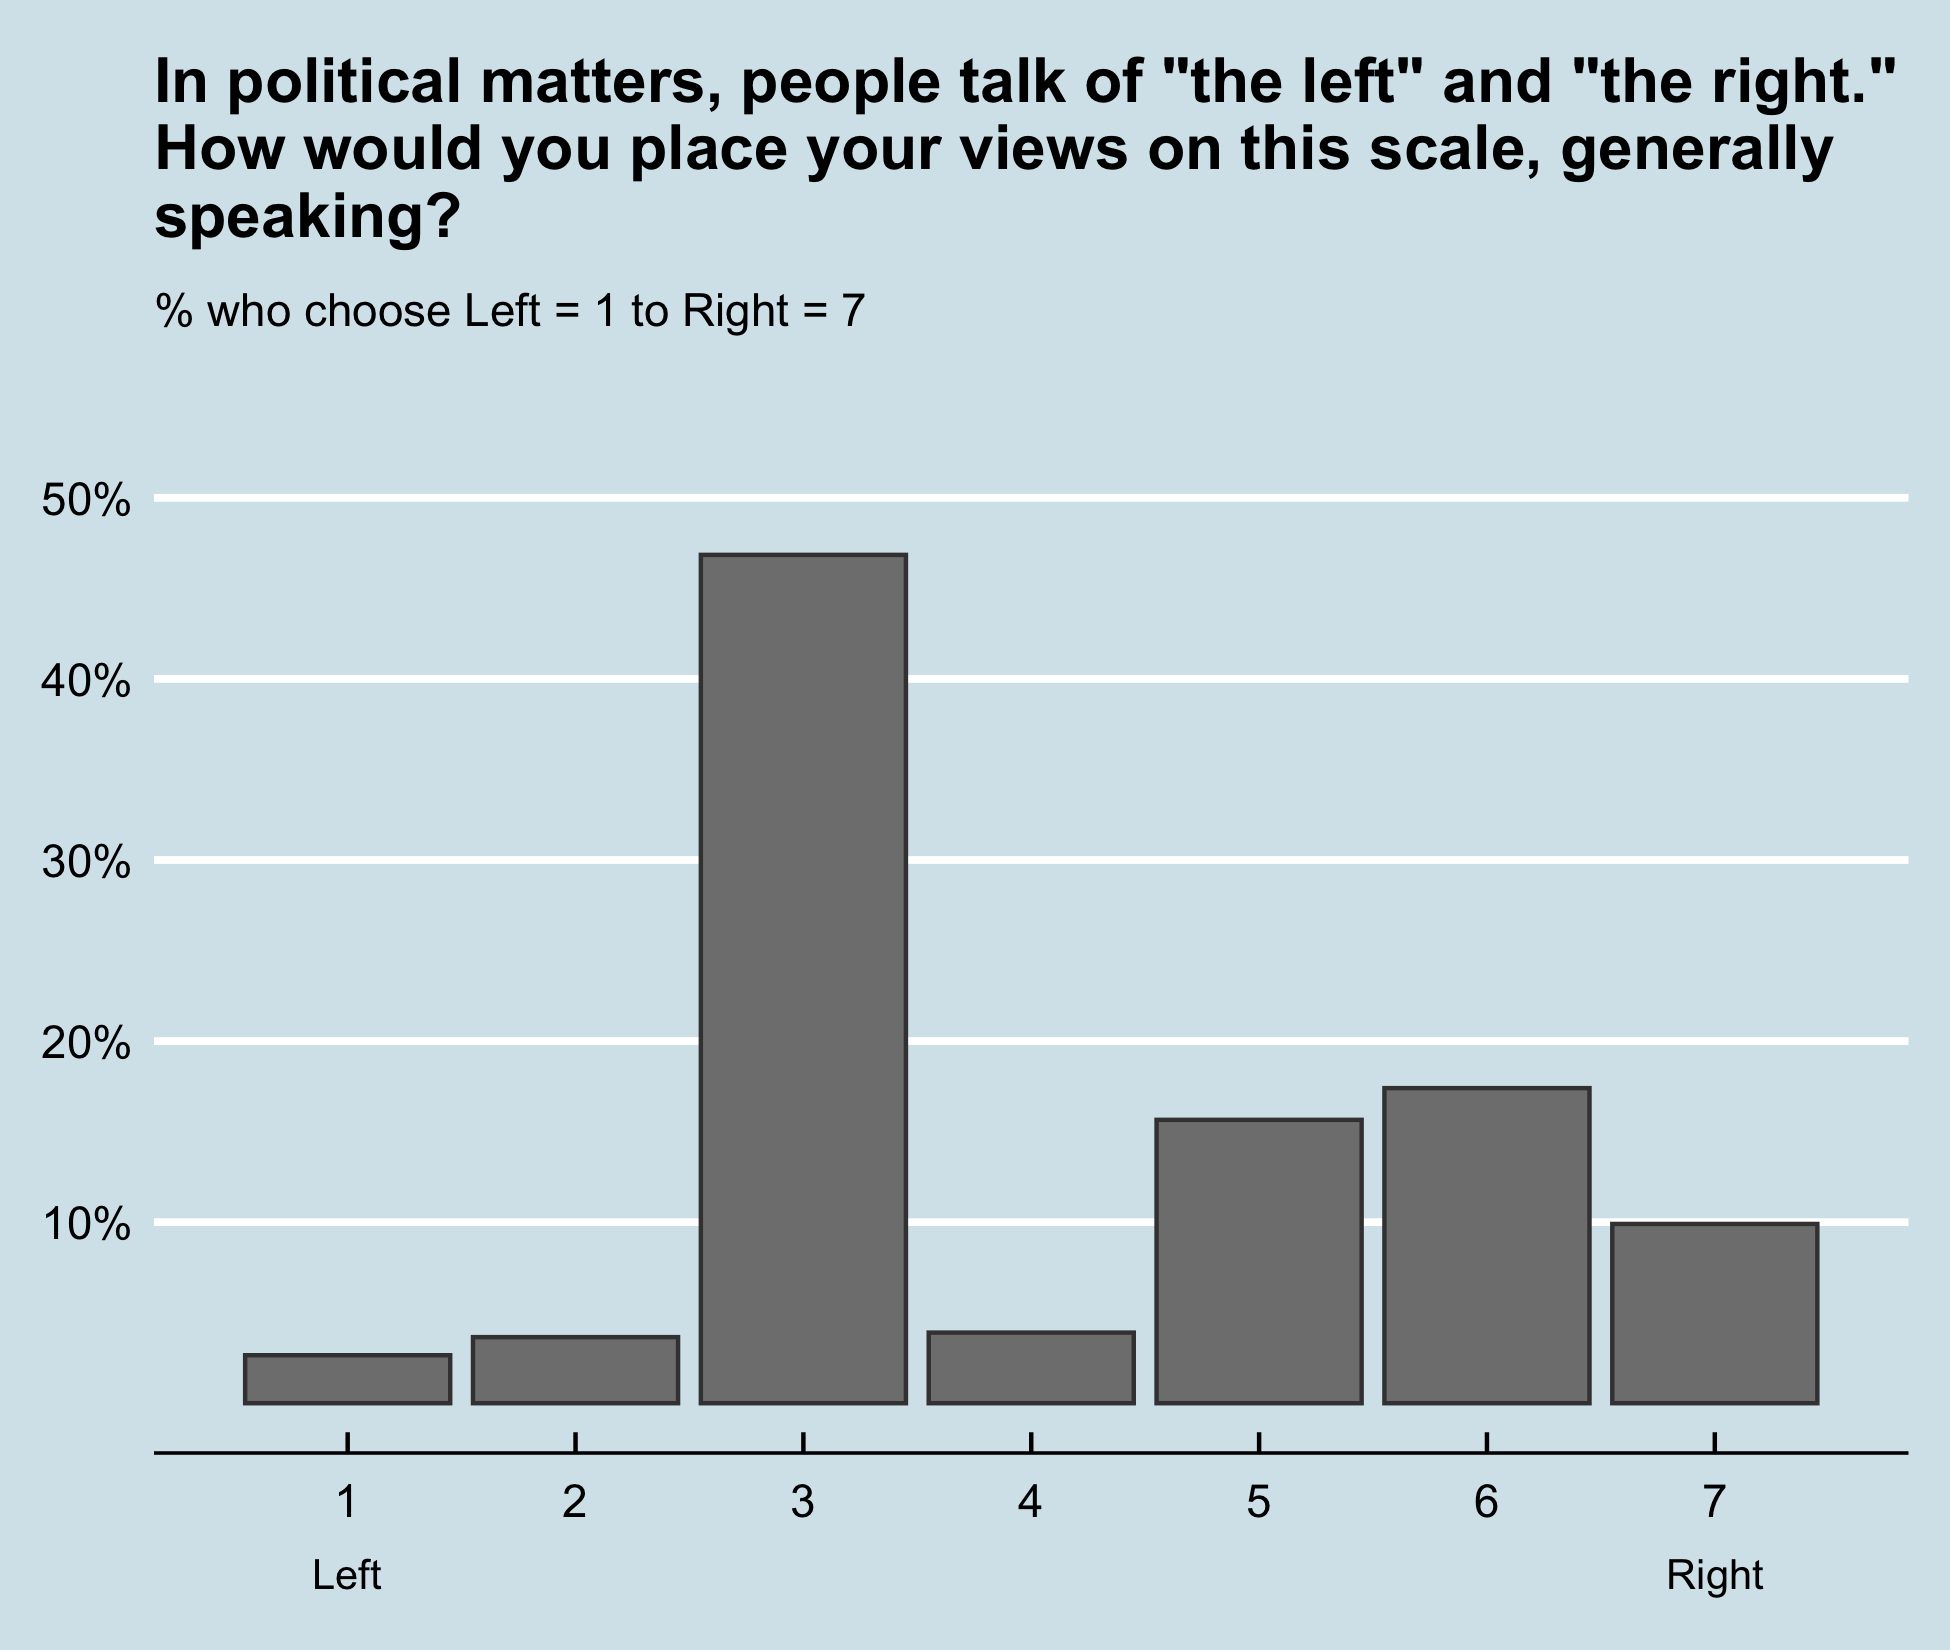 In political matters, people talk of "the left" and "the right."
How would you place your views on this scale, generally
speaking?
% who choose Left = 1 to Right = 7
50%
40%
30%
20%
10%
1 2 3 4 5 6 7
Left Right